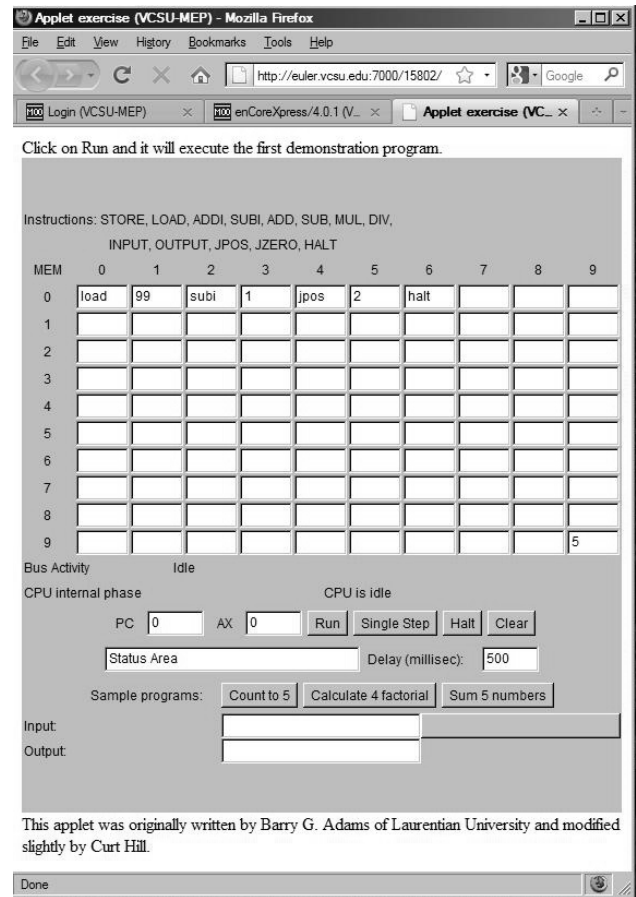 Applet exercise (VCSU-MEP) - Mozilla Firefox
File Edit View History Bookmarks Tools Help
http://euler.vcsu.edu:7000/15802/ Google
Login (VCSU-MEP) enCoreXpress/4.0.1 (V... Applet exercise (VC...
Click on Run and it will execute the first demonstration program.
Instructions: STORE, LOAD, ADDI, SUBI, ADD, SUB, MUL, DIV,
INPUT, OUTPUT, JPOS, JZERO, HALT
MEM 0 1 2 3 4 5 6 7 8 9
0 load 99 subi 1 jpos 2 halt
1
2
3
4
5
6
7
8
9 5
Bus Activity Idle
CPU internal phase CPU is idle
PC 0 AX 0 Run Single Step Halt Clear
Status Area Delay (millisec): 500
Sample programs: Count to 5 Calculate 4 factorial Sum 5 numbers
Input:
Output:
This applet was originally written by Barry G. Adams of Laurentian University and modified
slightly by Curt Hill.
Done